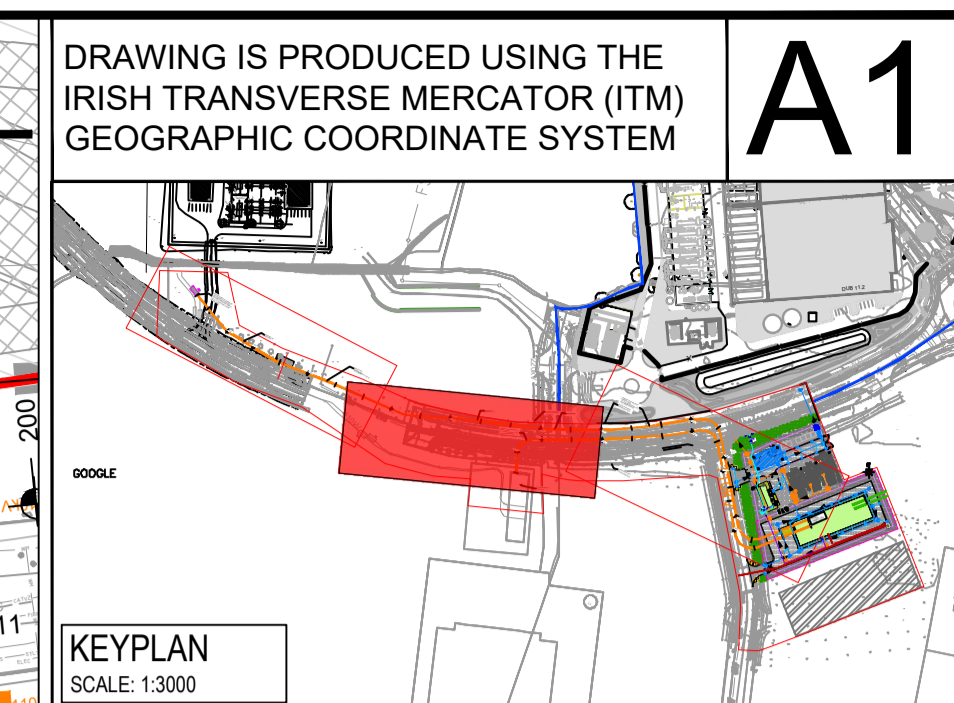 DRAWING IS PRODUCED USING THE
IRISH TRANSVERSE MERCATOR (ITM)
GEOGRAPHIC COORDINATE SYSTEM
A1
DUB 11.2
200
GOOGLE
11
KEYPLAN
SCALE: 1:3000
110